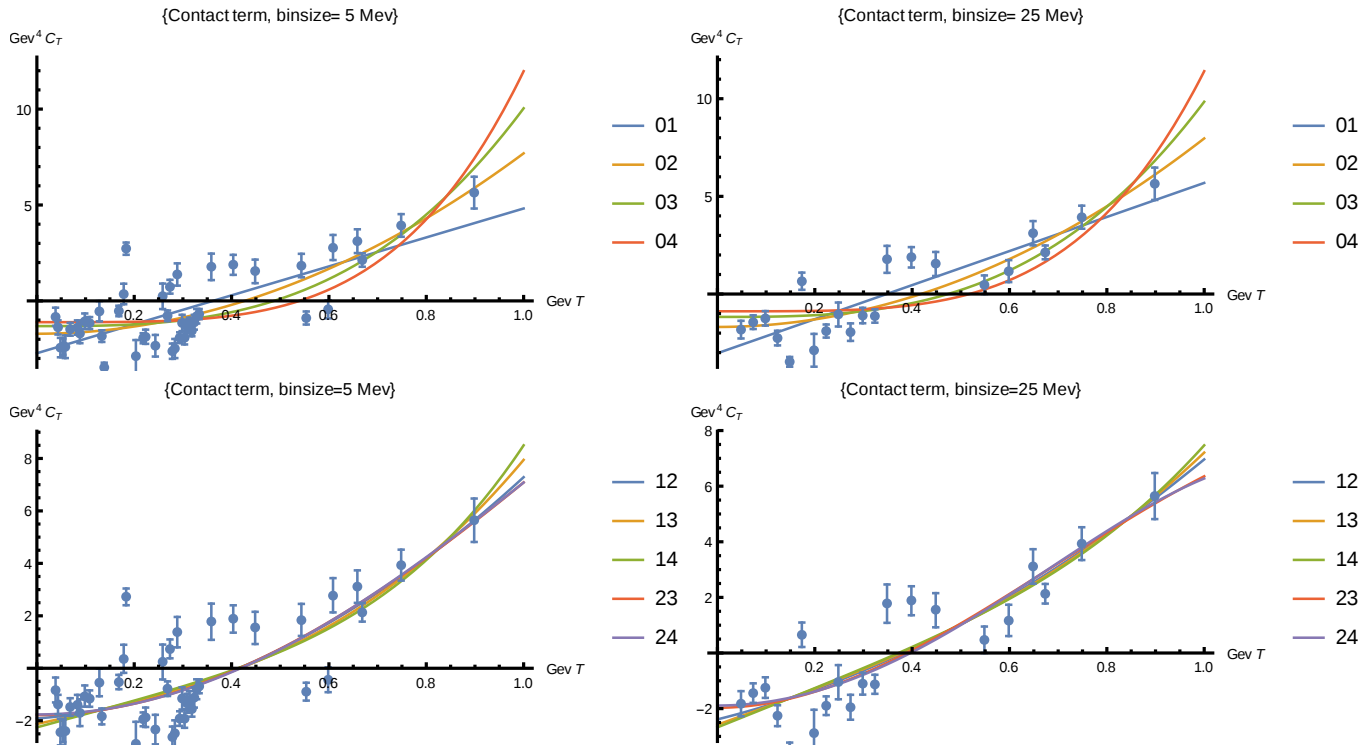 {Contact term, binsize= 5 Mev}
Gev⁴ C_T
10
5
0.2 0.4 0.6 0.8 1.0
Gev T
01
02
03
04
{Contact term, binsize= 25 Mev}
Gev⁴ C_T
10
5
0.2 0.4 0.6 0.8 1.0
Gev T
01
02
03
04
{Contact term, binsize=5 Mev}
Gev⁴ C_T
8
6
4
2
-2
0.2 0.4 0.6 0.8 1.0
Gev T
12
13
14
23
24
{Contact term, binsize=25 Mev}
Gev⁴ C_T
8
6
4
2
-2
0.2 0.4 0.6 0.8 1.0
Gev T
12
13
14
23
24